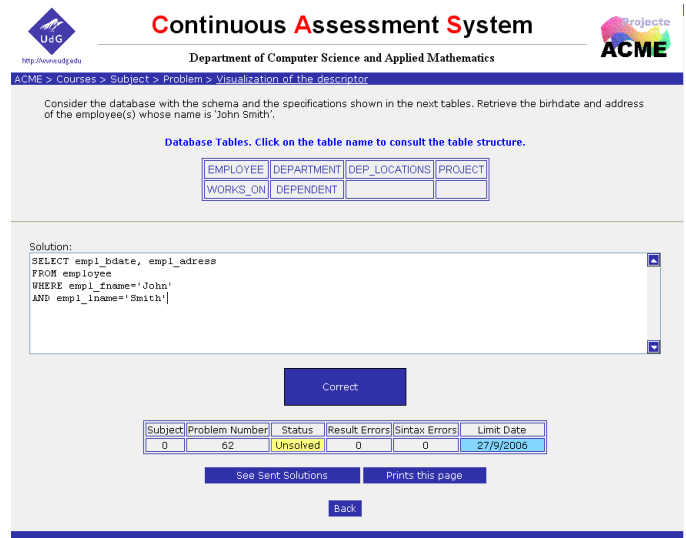 Continuous Assessment System
UdG
Projecte
ACME
http://www.udg.edu
Department of Computer Science and Applied Mathematics
ACME > Courses > Subject > Problem > Visualization of the descriptor
Consider the database with the schema and the specifications shown in the next tables. Retrieve the birhdate and address
of the employee(s) whose name is 'John Smith'.
Database Tables. Click on the table name to consult the table structure.
EMPLOYEE DEPARTMENT DEP_LOCATIONS PROJECT
WORKS_ON DEPENDENT
Solution:
SELECT empl_bdate, empl_adress
FROM employee
WHERE empl_fname='John'
AND empl_lname='Smith'
Correct
Subject Problem Number Status Result Errors Sintax Errors Limit Date
0 62 Unsolved 0 0 27/9/2006
See Sent Solutions Prints this page
Back